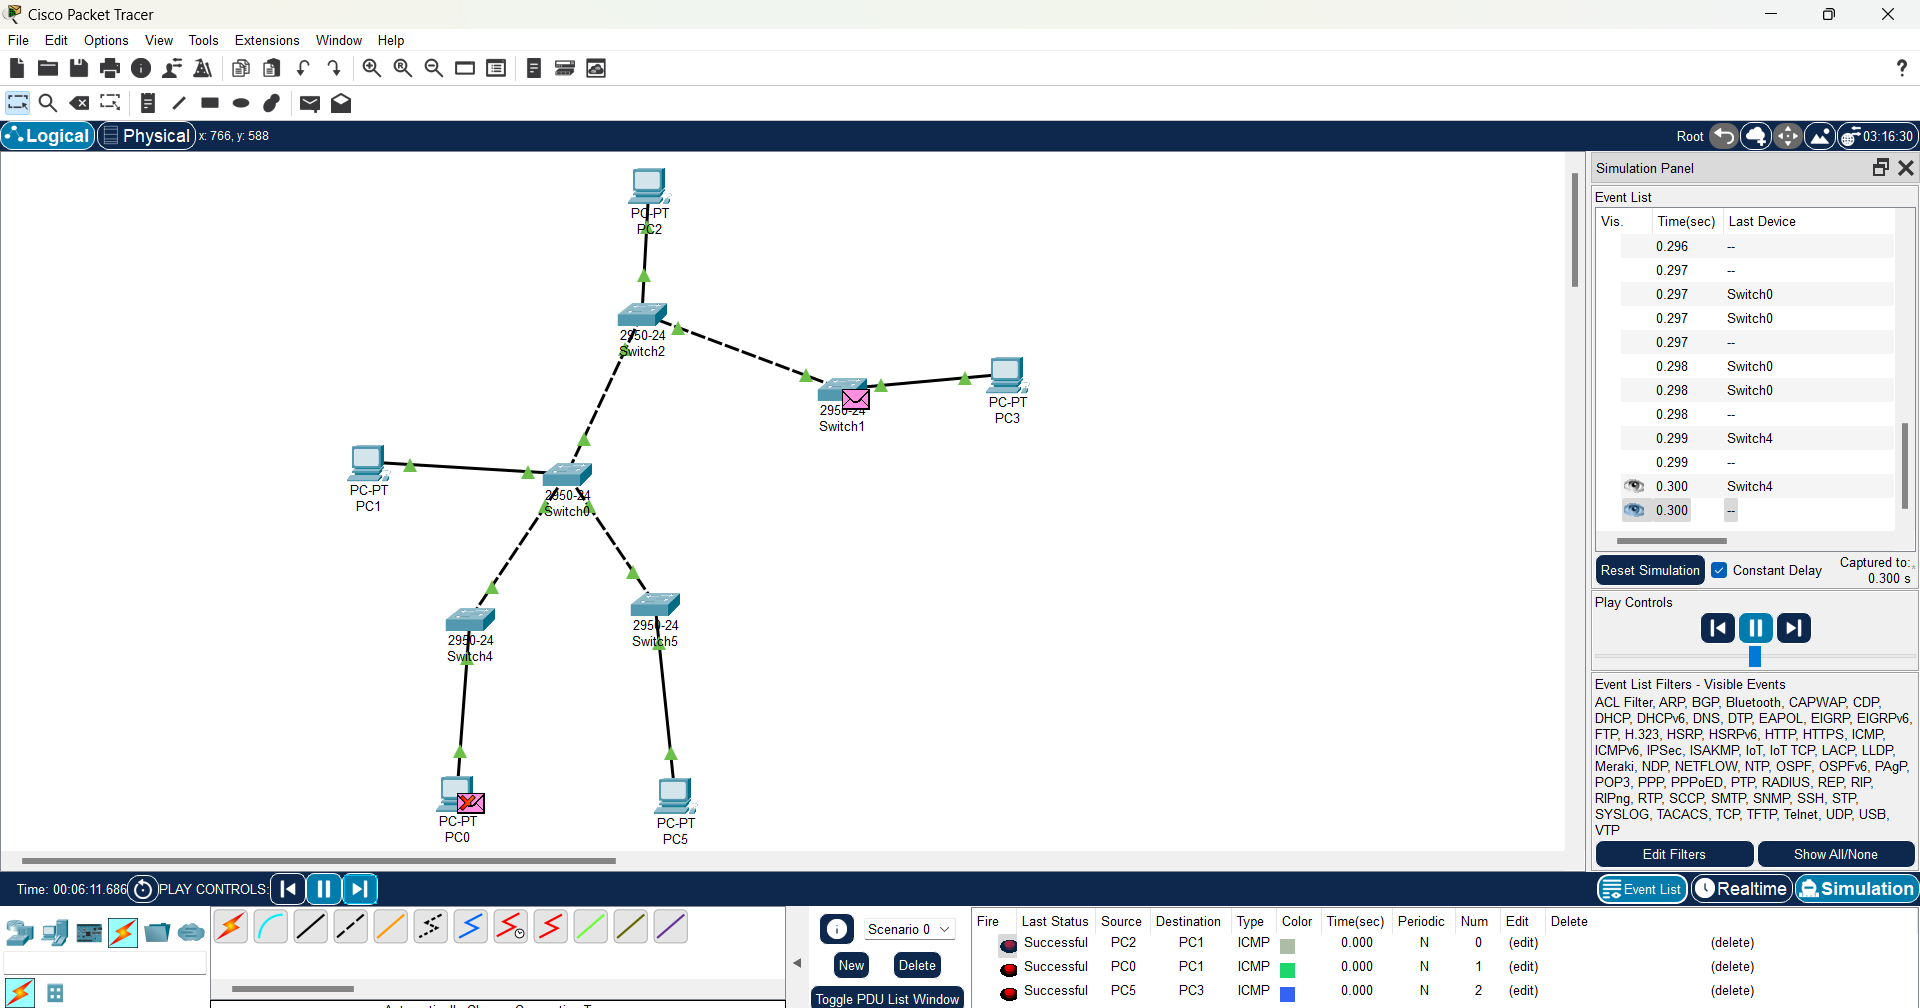 Cisco Packet Tracer
File Edit Options View Tools Extensions Window Help
Logical Physical x: 766, y: 588
Root 03:16:30
PC-PT
PC2
2950-24
Switch2
2950-24
Switch1
PC-PT
PC3
PC-PT
PC1
2950-24
Switch0
2950-24
Switch4
2950-24
Switch5
PC-PT
PC0
PC-PT
PC5
Simulation Panel
Event List
Vis. Time(sec) Last Device
0.296 --
0.297 --
0.297 Switch0
0.297 Switch0
0.297 --
0.298 Switch0
0.298 Switch0
0.298 --
0.299 Switch4
0.299 --
0.300 Switch4
0.300 --
Reset Simulation Constant Delay Captured to:
0.300 s
Play Controls
Event List Filters - Visible Events
ACL Filter, ARP, BGP, Bluetooth, CAPWAP, CDP,
DHCP, DHCPv6, DNS, DTP, EAPOL, EIGRP, EIGRPv6,
FTP, H.323, HSRP, HSRPv6, HTTP, HTTPS, ICMP,
ICMPv6, IPSec, ISAKMP, IoT, IoT TCP, LACP, LLDP,
Meraki, NDP, NETFLOW, NTP, OSPF, OSPFv6, PAgP,
POP3, PPP, PPPoED, PTP, RADIUS, REP, RIP,
RIPng, RTP, SCCP, SMTP, SNMP, SSH, STP,
SYSLOG, TACACS, TCP, TFTP, Telnet, UDP, USB,
VTP
Edit Filters Show All/None
Time: 00:06:11.686 PLAY CONTROLS:
Event List Realtime Simulation
Scenario 0
New Delete
Toggle PDU List Window
Fire Last Status Source Destination Type Color Time(sec) Periodic Num Edit Delete
Successful PC2 PC1 ICMP 0.000 N 0 (edit) (delete)
Successful PC0 PC1 ICMP 0.000 N 1 (edit) (delete)
Successful PC5 PC3 ICMP 0.000 N 2 (edit) (delete)